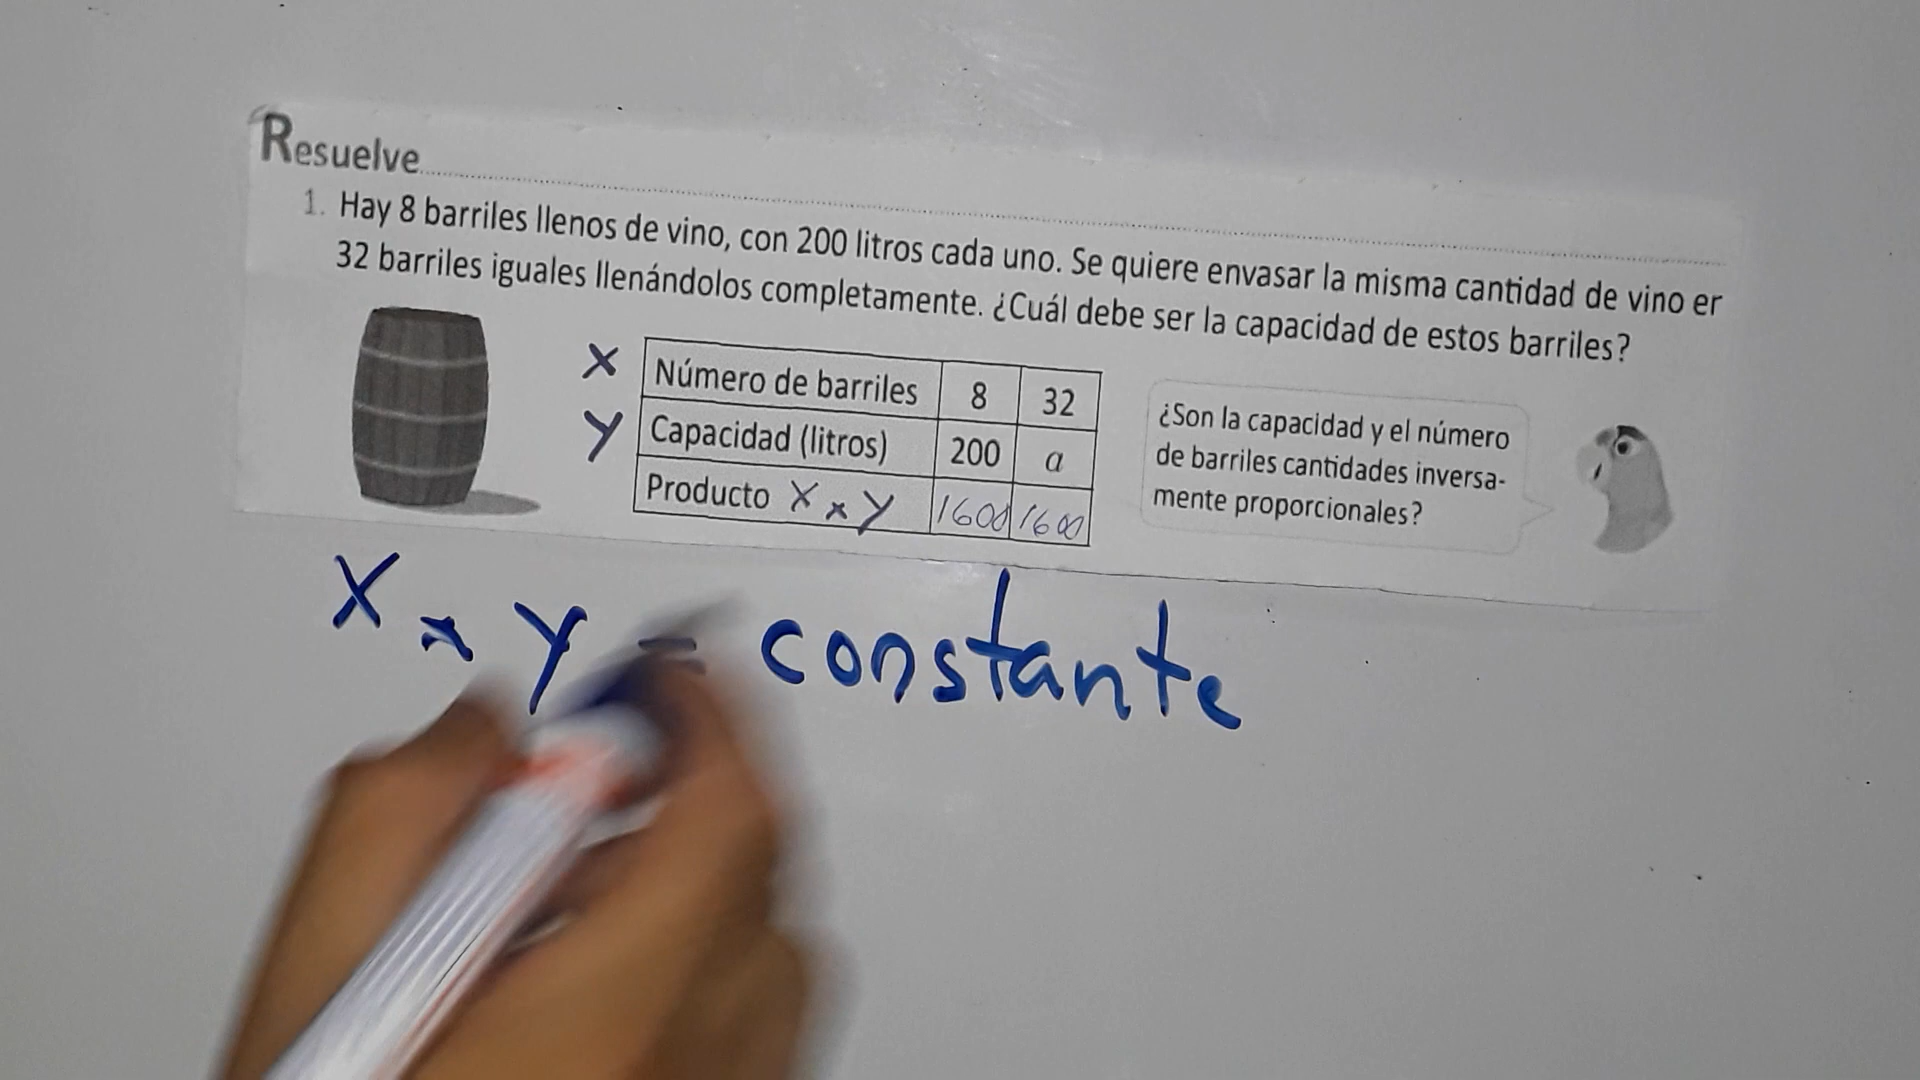 Resuelve
1. Hay 8 barriles llenos de vino, con 200 litros cada uno. Se quiere envasar la misma cantidad de vino er
32 barriles iguales llenándolos completamente. ¿Cuál debe ser la capacidad de estos barriles?
X Número de barriles 8 32
Y Capacidad (litros) 200 a
Producto X × Y 1600 1600
¿Son la capacidad y el número
de barriles cantidades inversa-
mente proporcionales?
X × Y = constante